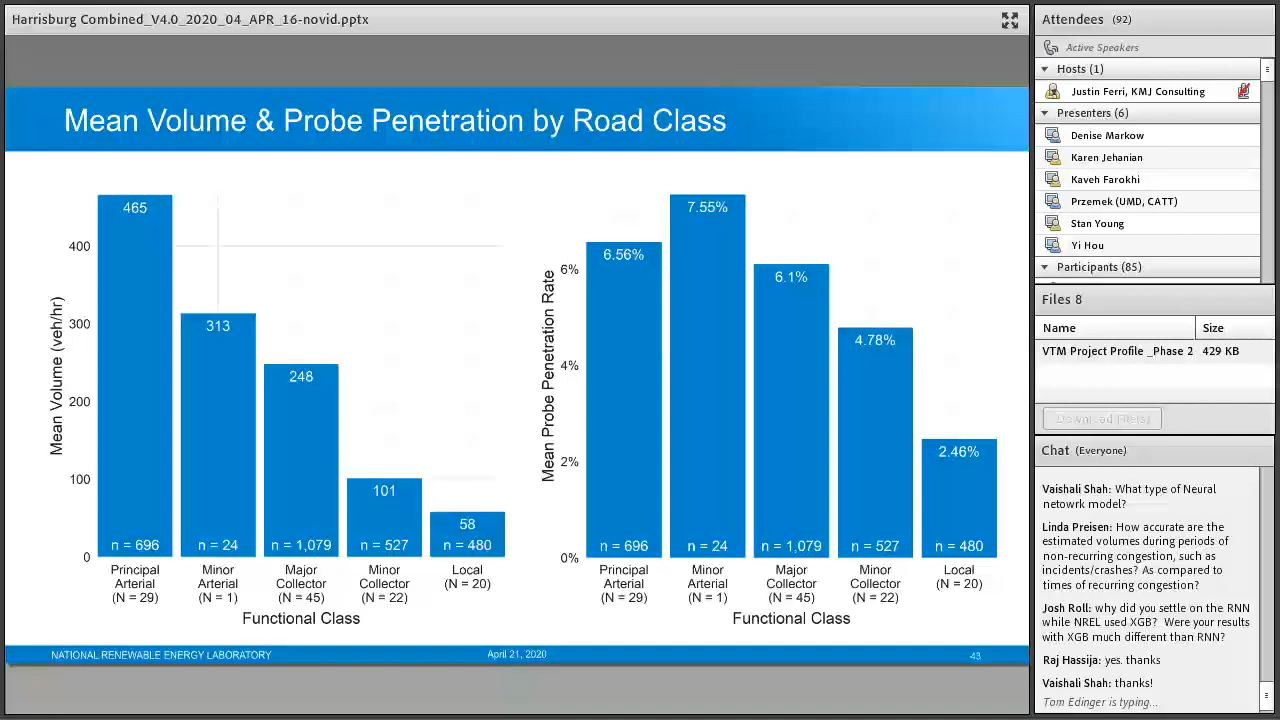 Harrisburg Combined_V4.0_2020_04_APR_16-novid.pptx
Mean Volume & Probe Penetration by Road Class
Mean Volume (veh/hr)
400
300
200
100
0
465
313
248
101
58
n = 696
n = 24
n = 1,079
n = 527
n = 480
Principal Arterial (N = 29)
Minor Arterial (N = 1)
Major Collector (N = 45)
Minor Collector (N = 22)
Local (N = 20)
Functional Class
Mean Probe Penetration Rate
6%
4%
2%
0%
6.56%
7.55%
6.1%
4.78%
2.46%
n = 696
n = 24
n = 1,079
n = 527
n = 480
Principal Arterial (N = 29)
Minor Arterial (N = 1)
Major Collector (N = 45)
Minor Collector (N = 22)
Local (N = 20)
Functional Class
NATIONAL RENEWABLE ENERGY LABORATORY
April 21, 2020
43
Attendees (92)
Active Speakers
Hosts (1)
Justin Ferri, KMJ Consulting
Presenters (6)
Denise Markow
Karen Jehanian
Kaveh Farokhi
Przemek (UMD, CATT)
Stan Young
Yi Hou
Participants (85)
Files 8
Name Size
VTM Project Profile _Phase 2 429 KB
Download File(s)
Chat (Everyone)
Vaishali Shah: What type of Neural
netowrk model?
Linda Preisen: How accurate are the
estimated volumes during periods of
non-recurring congestion, such as
incidents/crashes? As compared to
times of recurring congestion?
Josh Roll: why did you settle on the RNN
while NREL used XGB? Were your results
with XGB much different than RNN?
Raj Hassija: yes. thanks
Vaishali Shah: thanks!
Tom Edinger is typing...